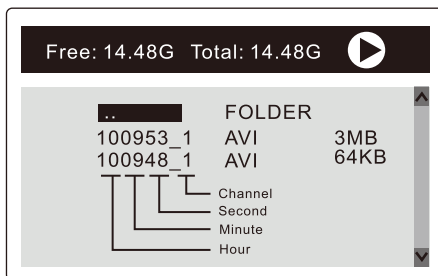 Free: 14.48G Total: 14.48G
.. FOLDER
100953_1 AVI 3MB
100948_1 AVI 64KB
Channel
Second
Minute
Hour